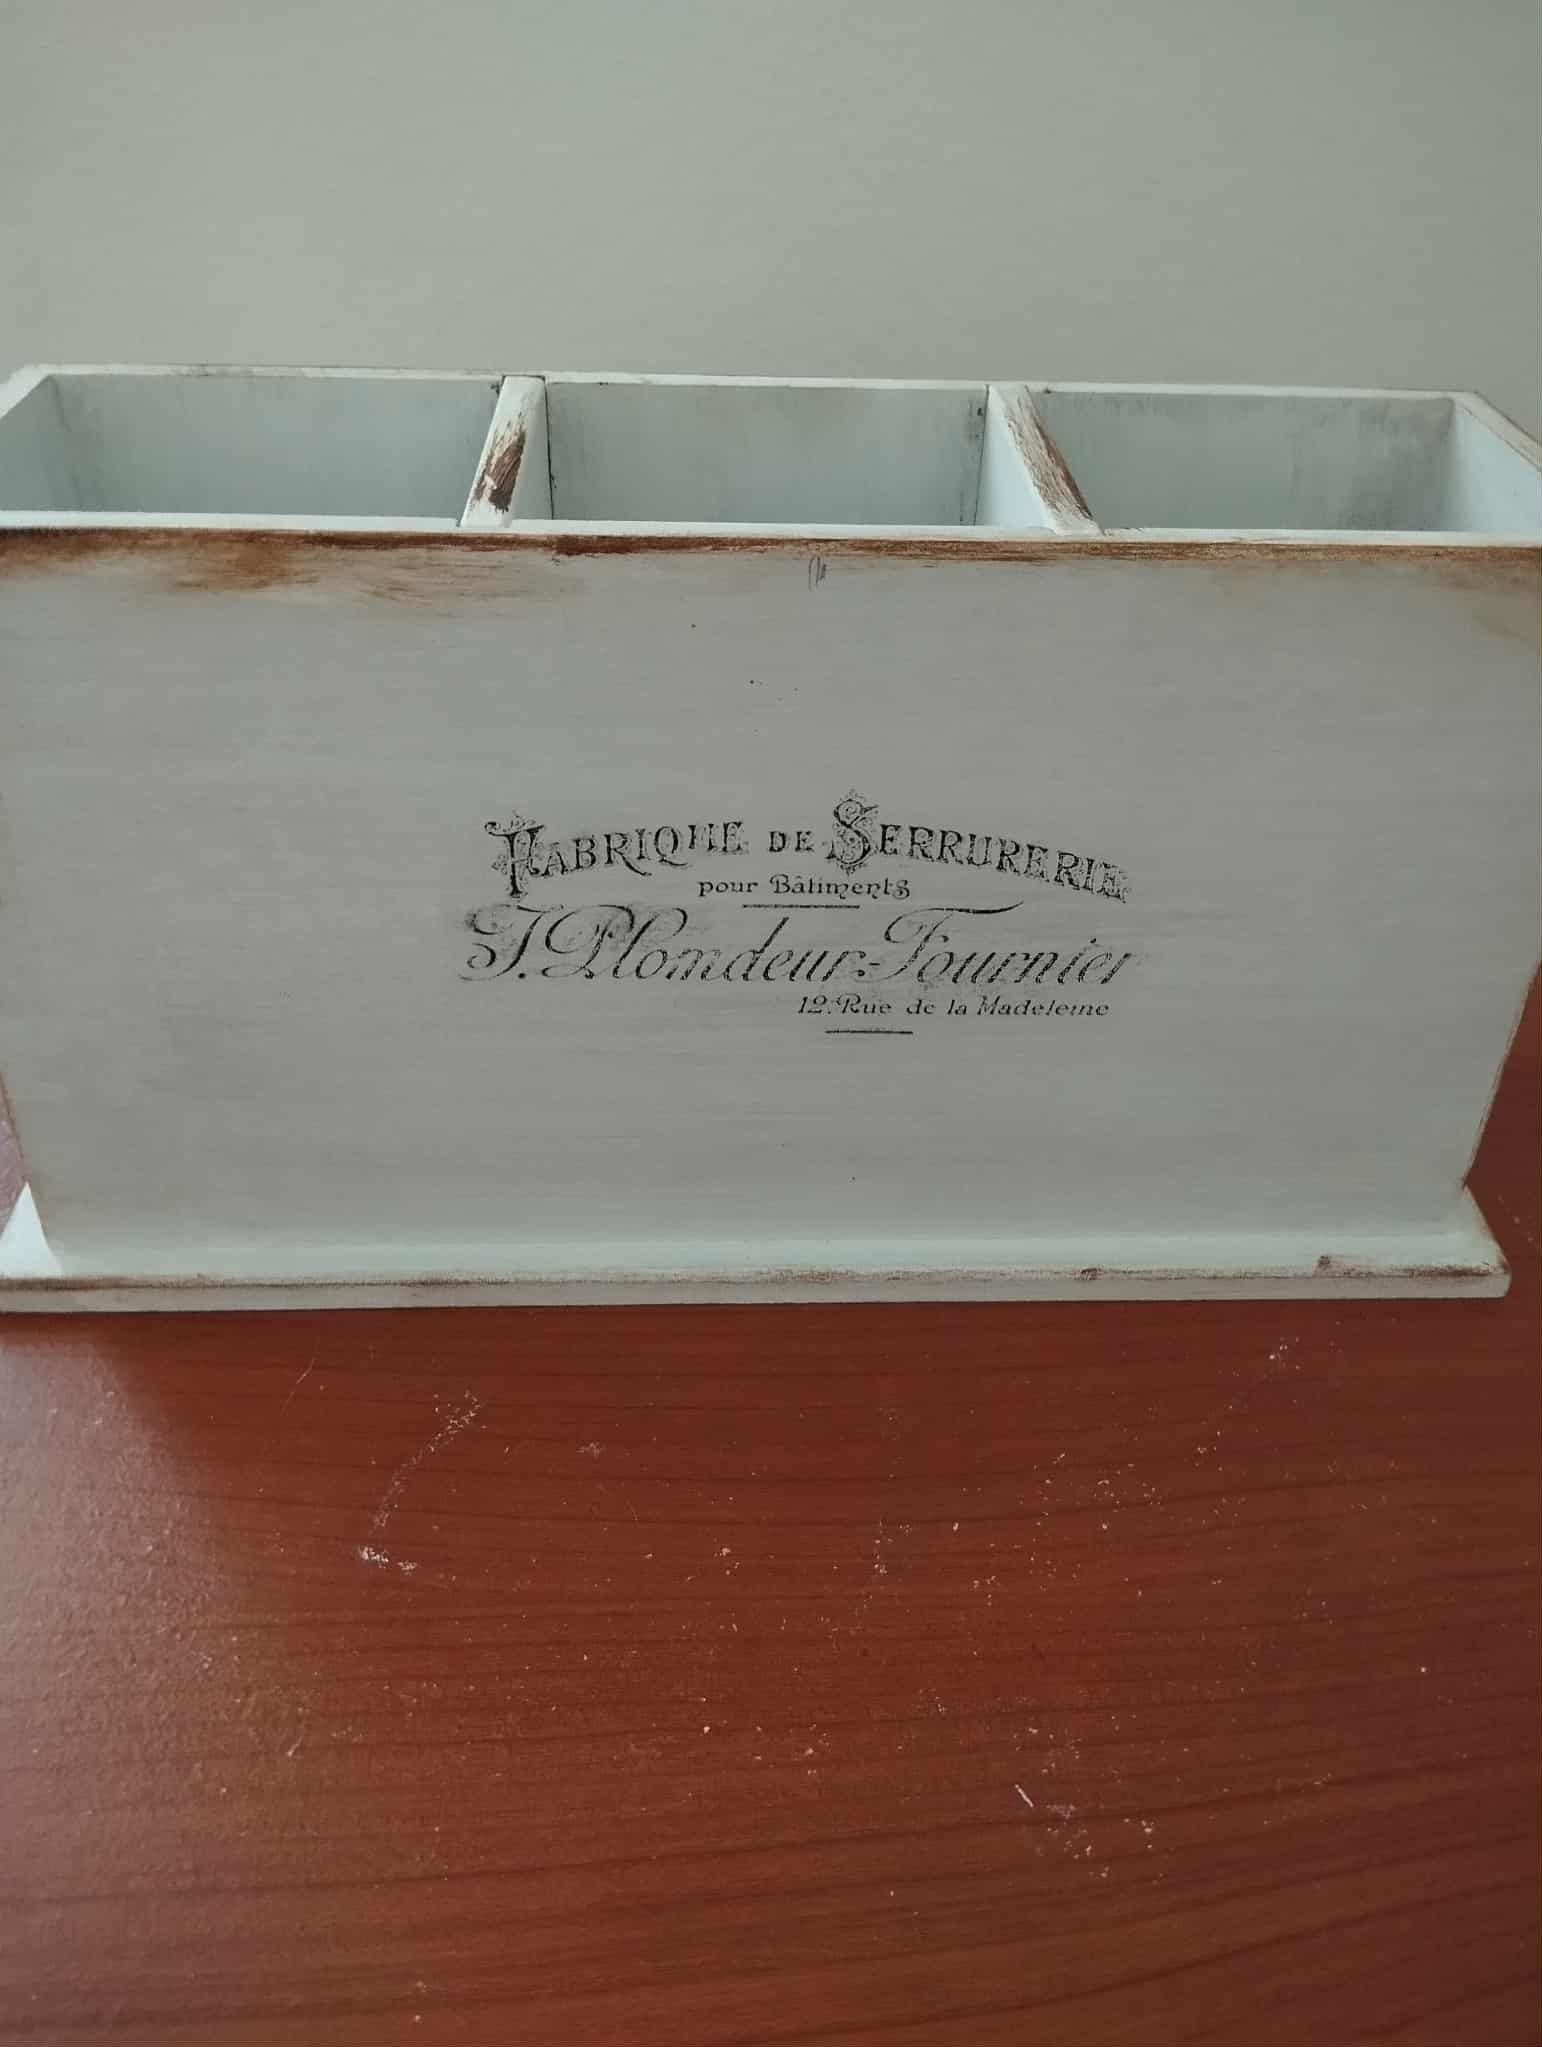 FABRIQUE DE SERRURERIE
pour Bâtiments
J. Plomdeur-Fournier
12, Rue de la Madeleine